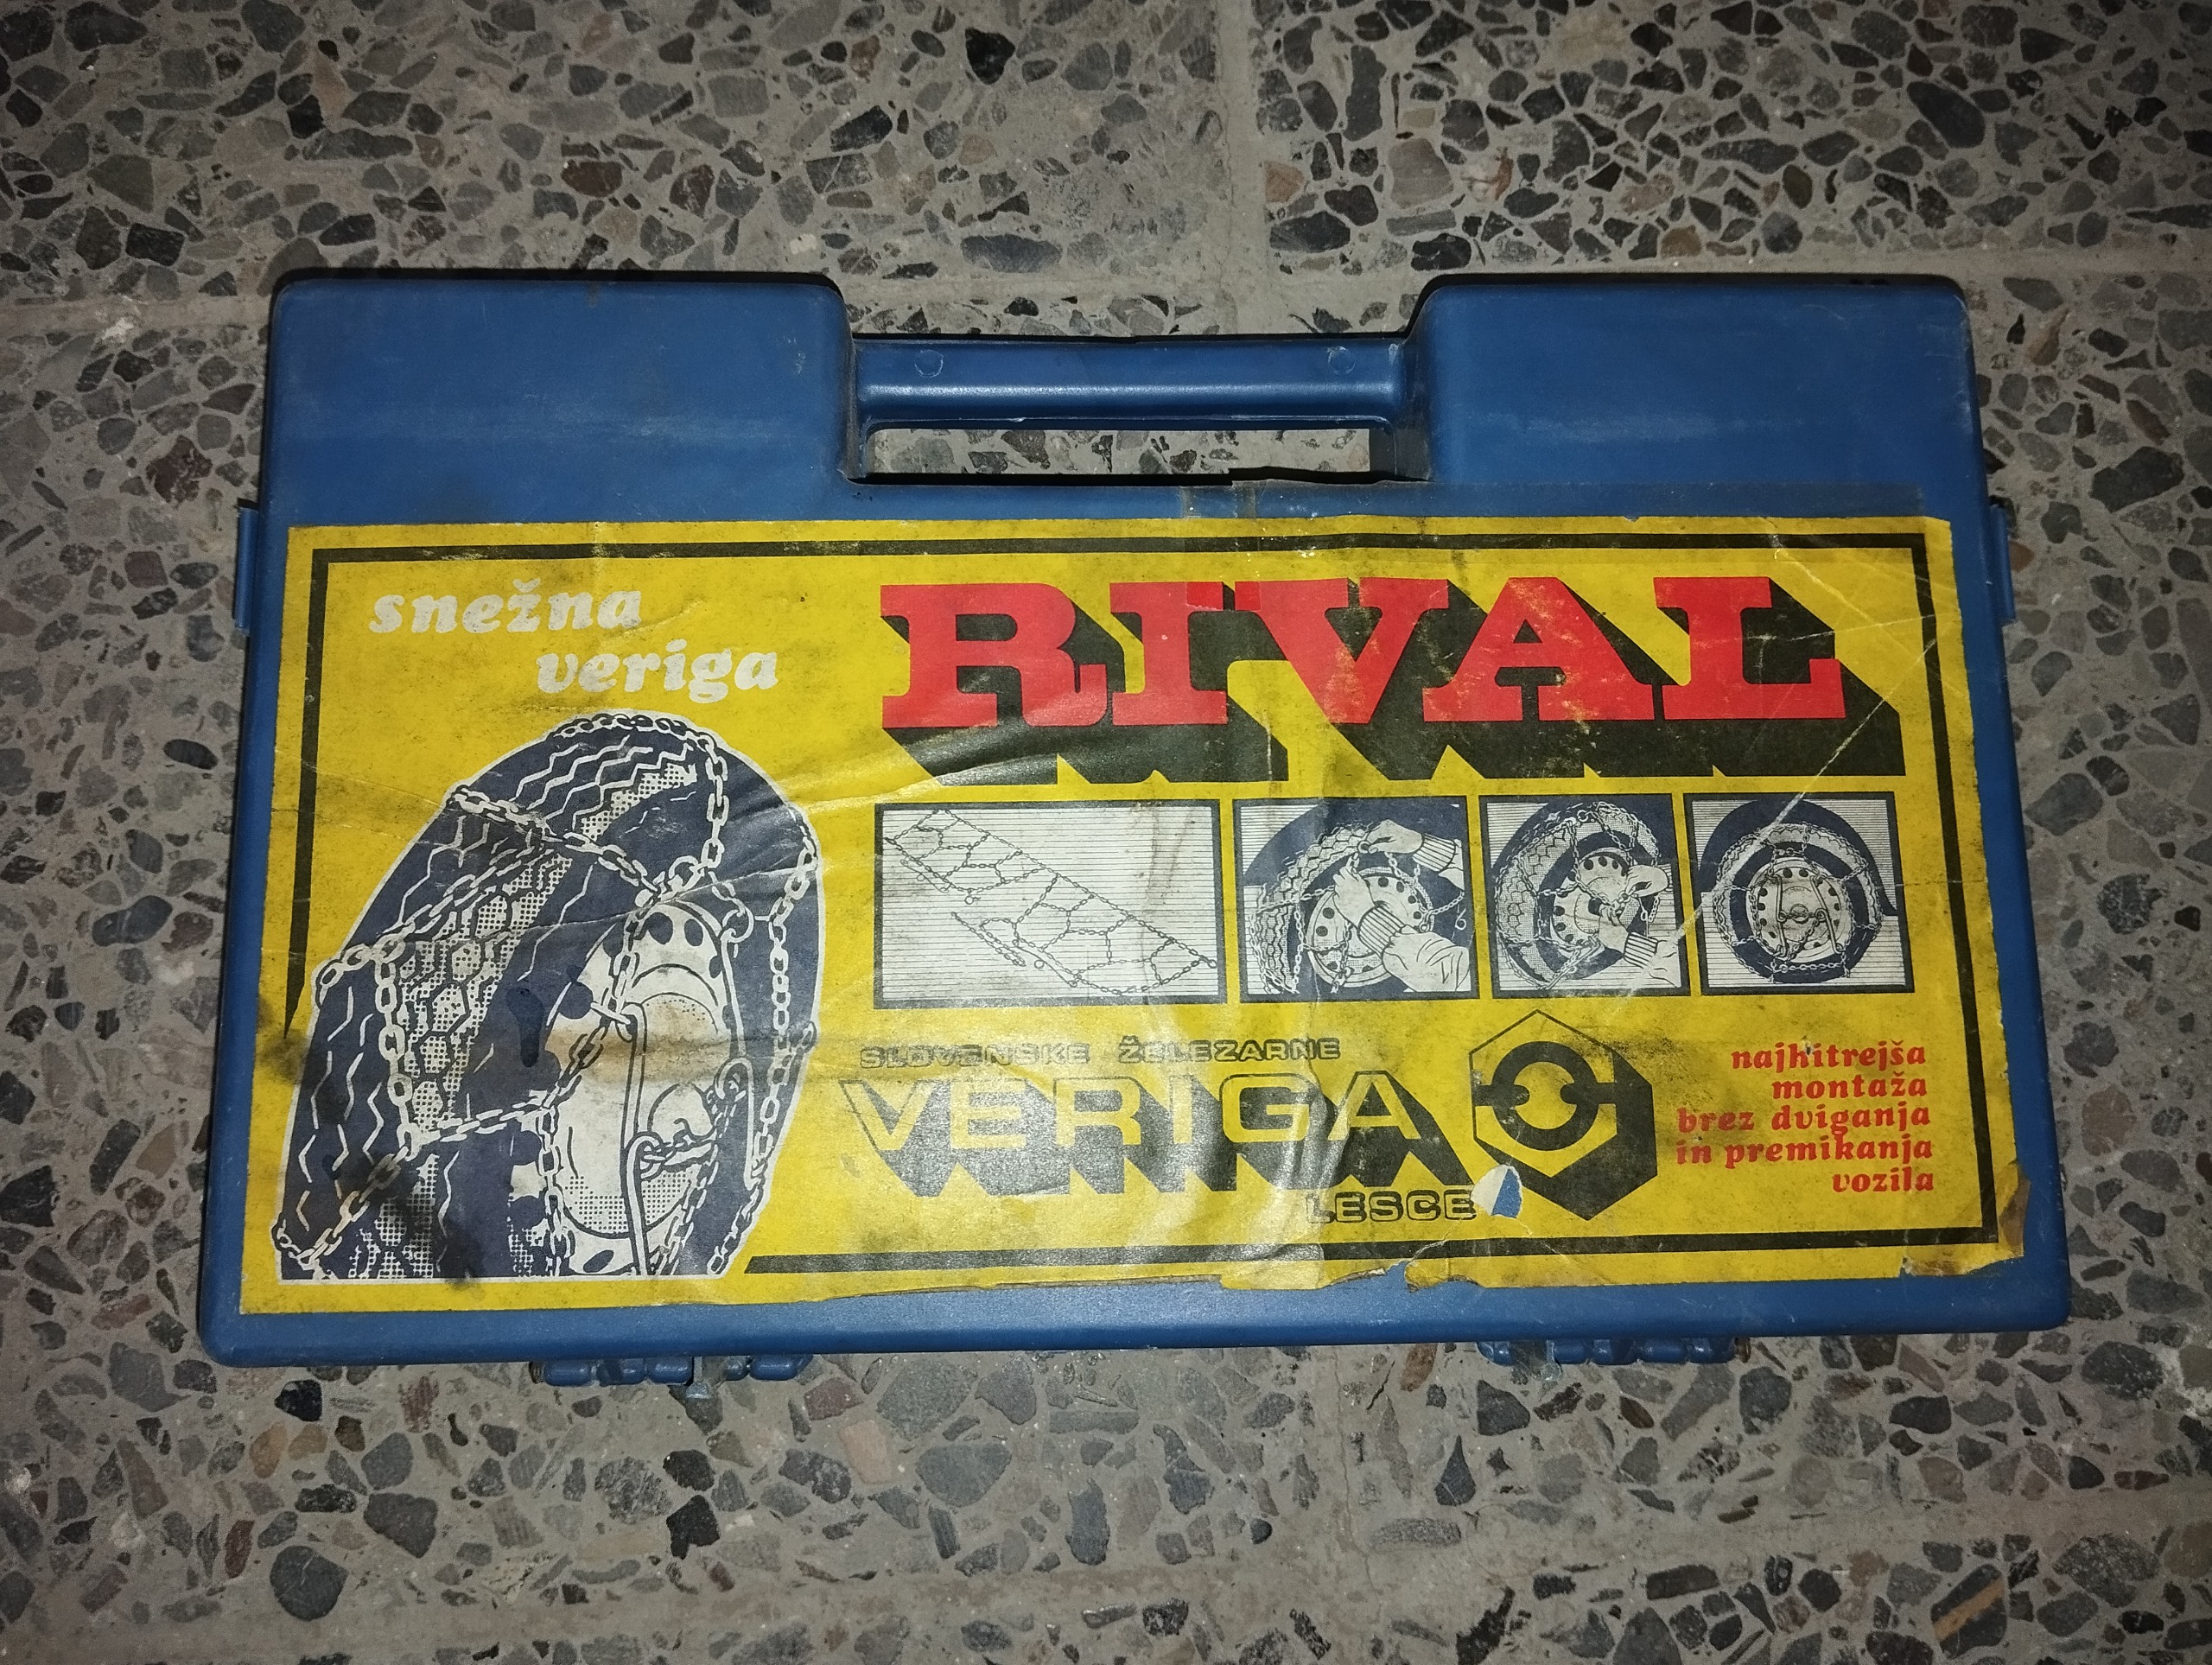 snežna
veriga
RIVAL
SLOVENSKE ŽELEZARNE
VERIGA
LESCE
najhitrejša
montaža
brez dviganja
in premikanja
vozila